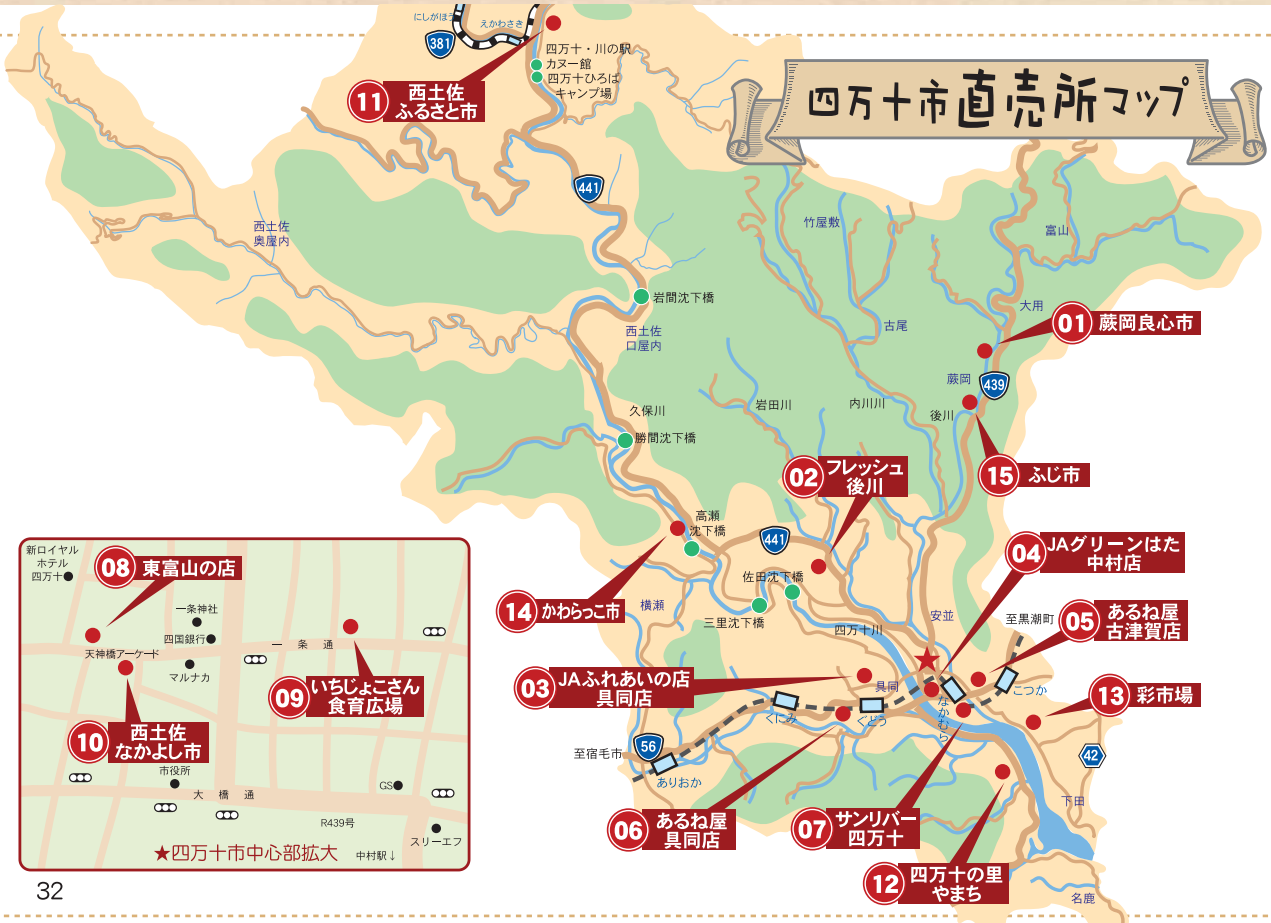 四万十市直売所マップ
にしがほう
えかわさき
381
四万十・川の駅
カヌー館
四万十ひろば
キャンプ場
11
西土佐
ふるさと市
441
竹屋敷
富山
西土佐
奥屋内
岩間沈下橋
大用
01
蕨岡良心市
西土佐
口屋内
古尾
蕨岡
439
久保川
岩田川
内川川
後川
勝間沈下橋
02
フレッシュ
後川
15
ふじ市
高瀬
沈下橋
441
04
JAグリーンはた
中村店
佐田沈下橋
14
かわらっこ市
横瀬
三里沈下橋
四万十川
安並
至黒潮町
05
あるね屋
古津賀店
03
JAふれあいの店
具同店
具同
こつか
13
彩市場
なかむら
くにみ
ぐどう
至宿毛市
56
ありおか
42
下田
06
あるね屋
具同店
07
サンリバー
四万十
12
四万十の里
やまち
名鹿
新ロイヤル
ホテル
四万十
08
東富山の店
一条神社
四国銀行
天神橋アーケード
一条通
マルナカ
09
いちじょこさん
食育広場
10
西土佐
なかよし市
市役所
大橋通
GS
R439号
スリーエフ
★四万十市中心部拡大
中村駅↓
32